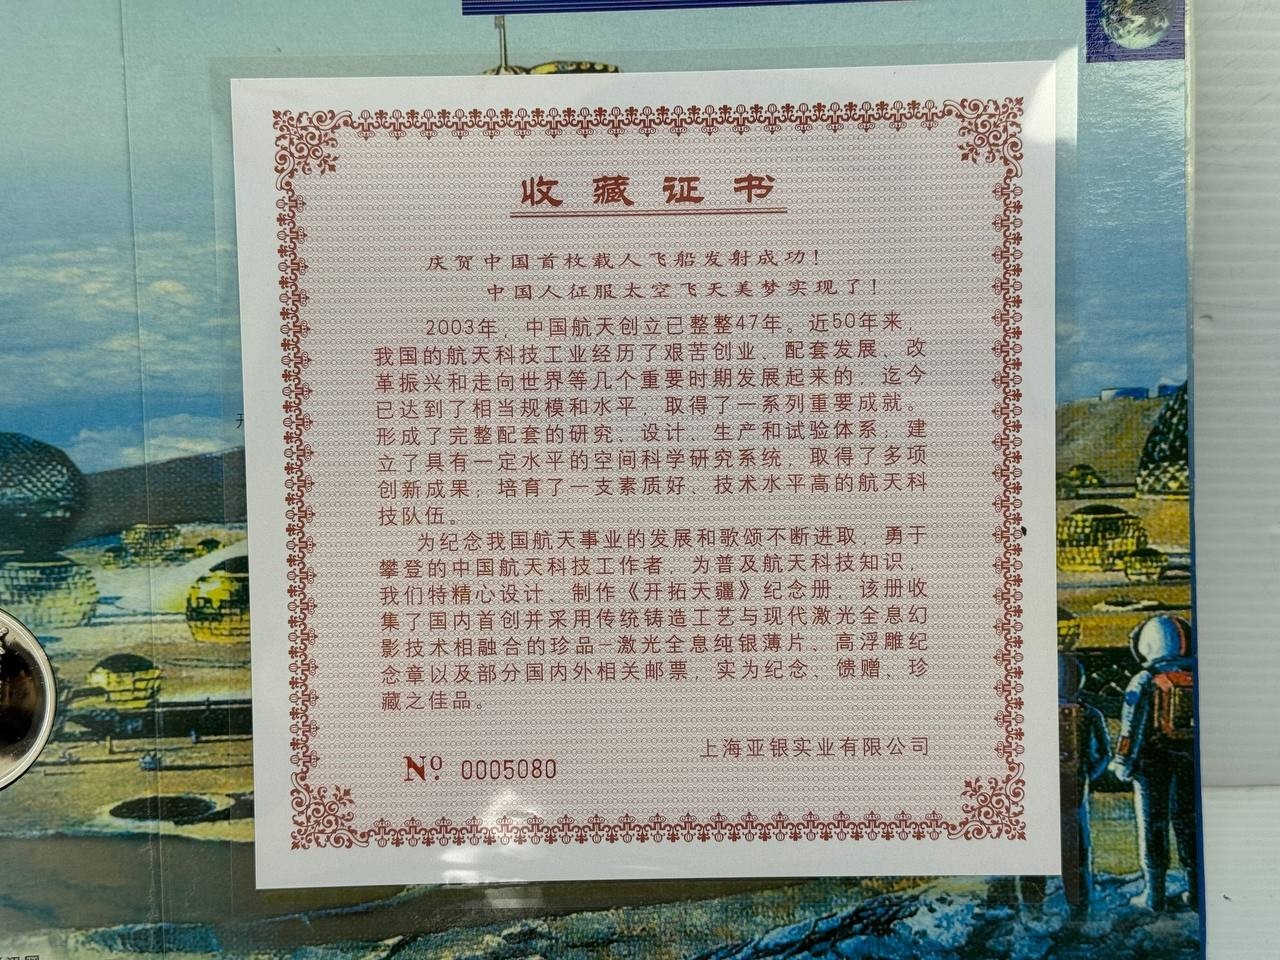 收藏证书
庆贺中国首枚载人飞船发射成功！
中国人征服太空飞天美梦实现了！
2003年，中国航天创立已整整47年。近50年来，
我国的航天科技工业经历了艰苦创业、配套发展、改
革振兴和走向世界等几个重要时期发展起来的，迄今
已达到了相当规模和水平，取得了一系列重要成就。
形成了完整配套的研究、设计、生产和试验体系；建
立了具有一定水平的空间科学研究系统，取得了多项
创新成果；培育了一支素质好、技术水平高的航天科
技队伍。
为纪念我国航天事业的发展和歌颂不断进取，勇于
攀登的中国航天科技工作者，为普及航天科技知识，
我们特精心设计、制作《开拓天疆》纪念册，该册收
集了国内首创并采用传统铸造工艺与现代激光全息幻
影技术相融合的珍品-激光全息纯银薄片、高浮雕纪
念章以及部分国内外相关邮票，实为纪念、馈赠、珍
藏之佳品。
上海亚银实业有限公司
No. 0005080